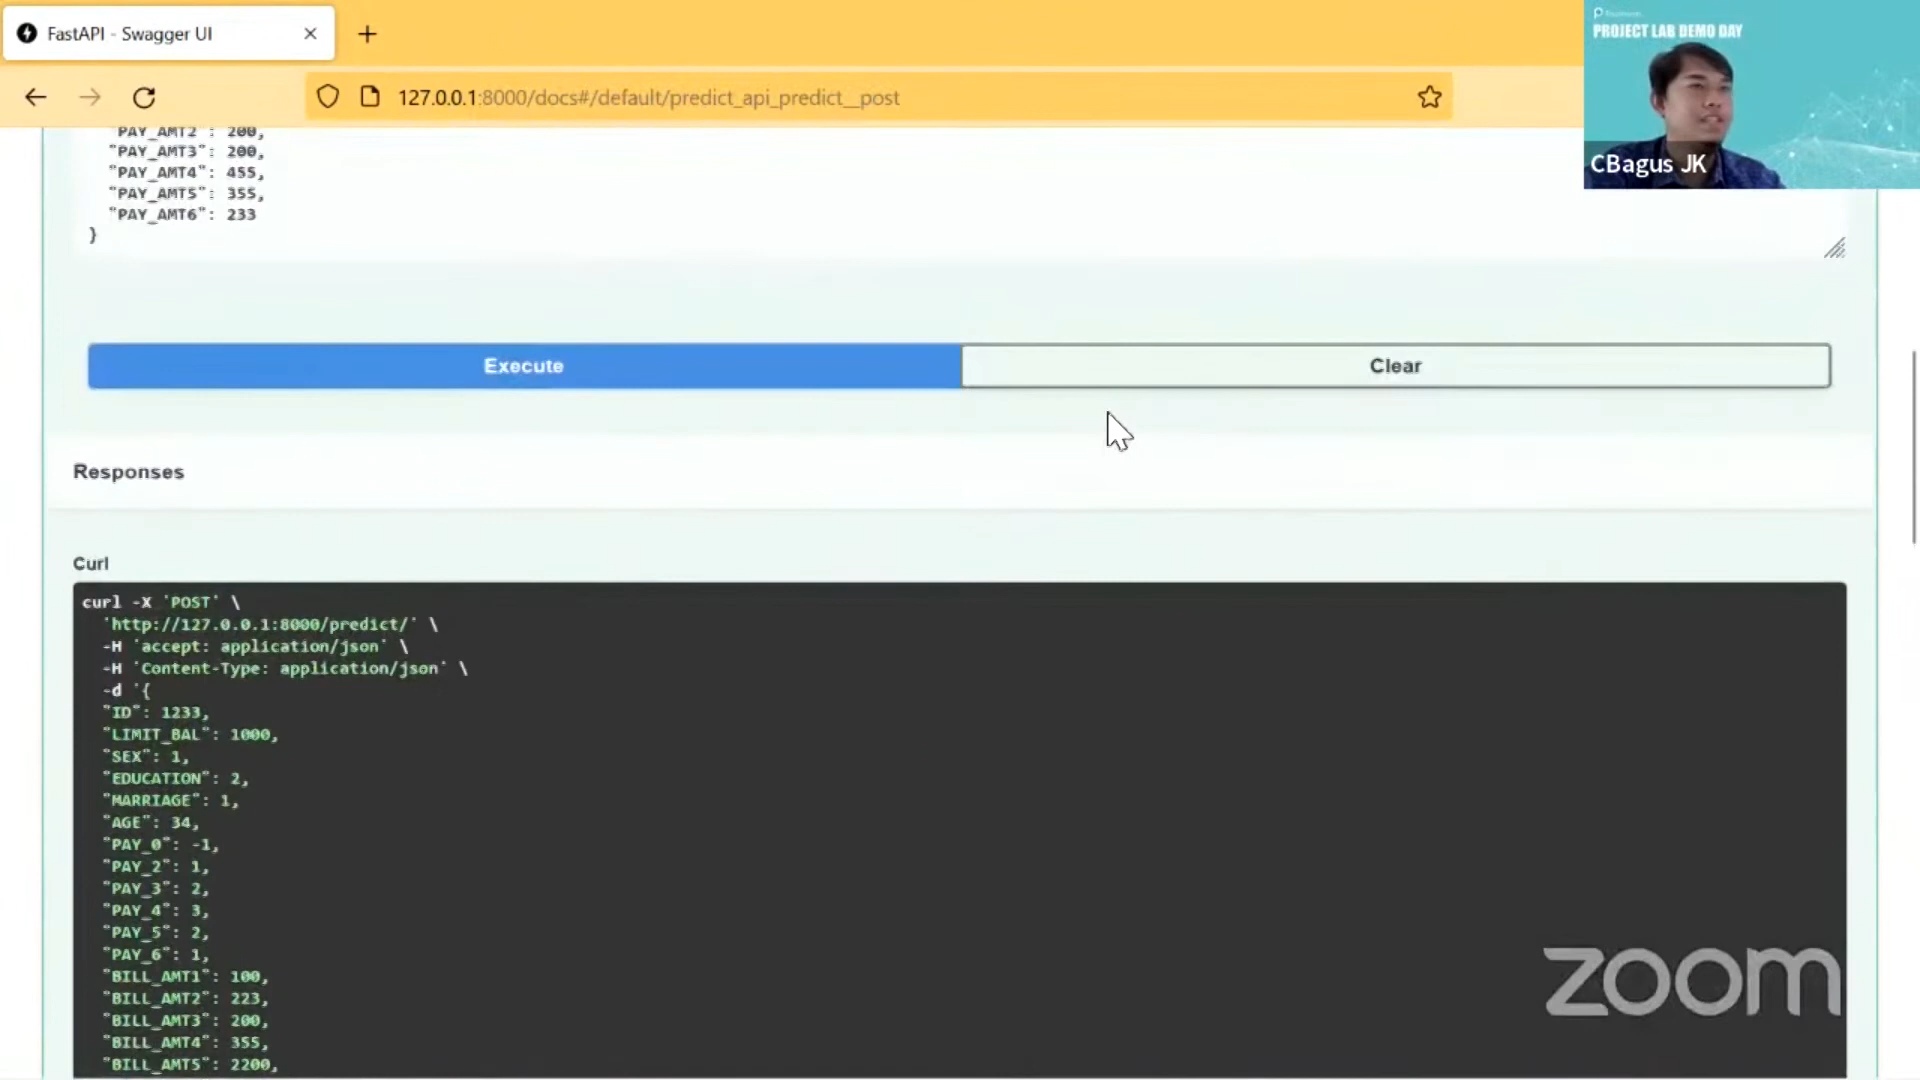 FastAPI - Swagger UI
127.0.0.1:8000/docs#/default/predict_api_predict__post
PROJECT LAB DEMO DAY
CBagus JK
"PAY_AMT2": 200,
"PAY_AMT3": 200,
"PAY_AMT4": 455,
"PAY_AMT5": 355,
"PAY_AMT6": 233
}
Execute
Clear
Responses
Curl
curl -X 'POST' \
'http://127.0.0.1:8000/predict/' \
-H 'accept: application/json' \
-H 'Content-Type: application/json' \
-d '{
"ID": 1233,
"LIMIT_BAL": 1000,
"SEX": 1,
"EDUCATION": 2,
"MARRIAGE": 1,
"AGE": 34,
"PAY_0": -1,
"PAY_2": 1,
"PAY_3": 2,
"PAY_4": 3,
"PAY_5": 2,
"PAY_6": 1,
"BILL_AMT1": 100,
"BILL_AMT2": 223,
"BILL_AMT3": 200,
"BILL_AMT4": 355,
"BILL_AMT5": 2200,
zoom